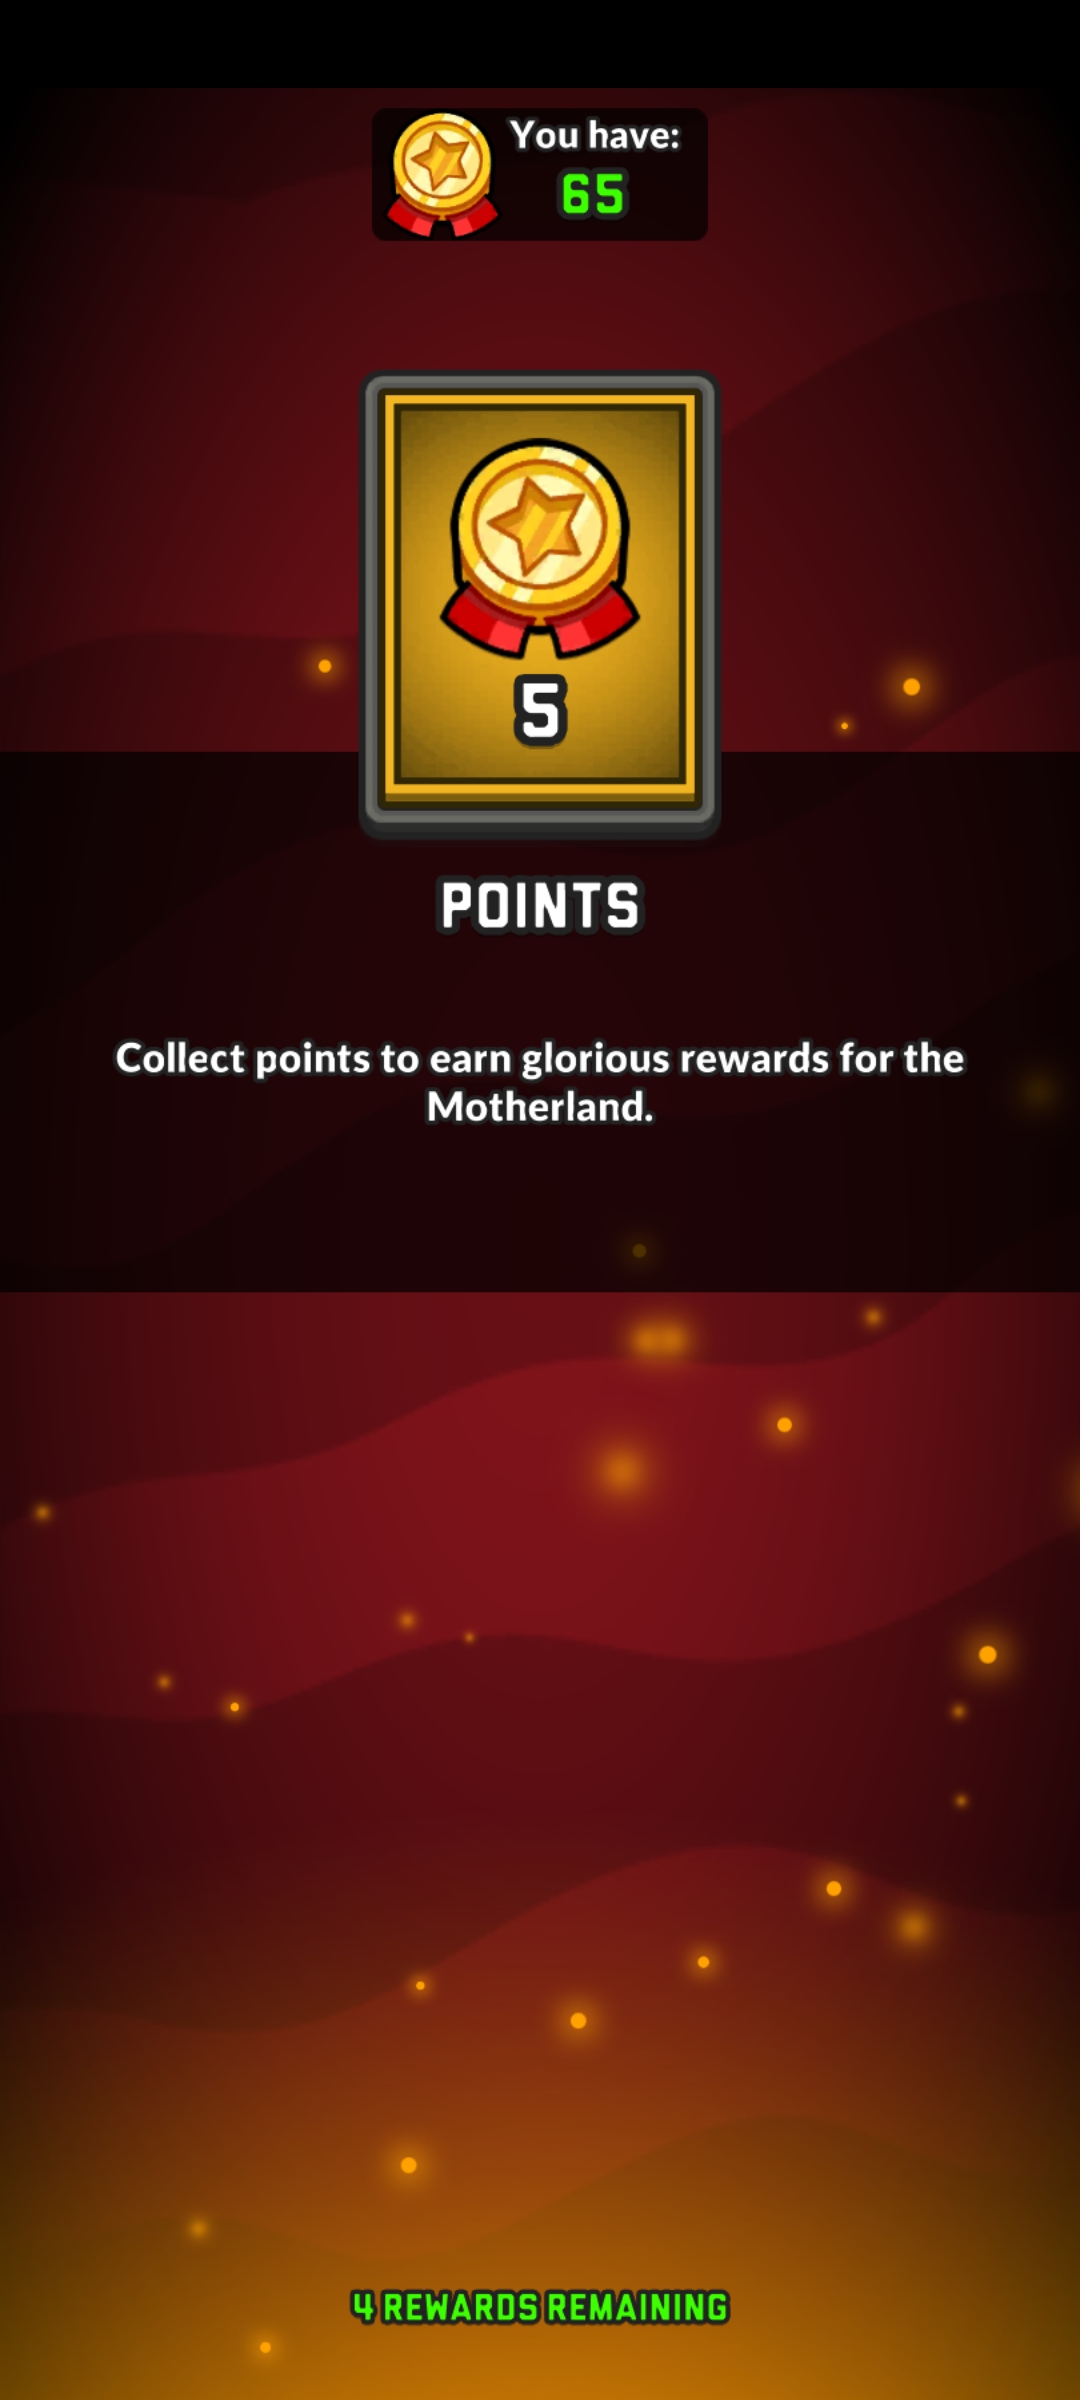 You have:
65
5
POINTS
Collect points to earn glorious rewards for the
Motherland.
4 REWARDS REMAINING